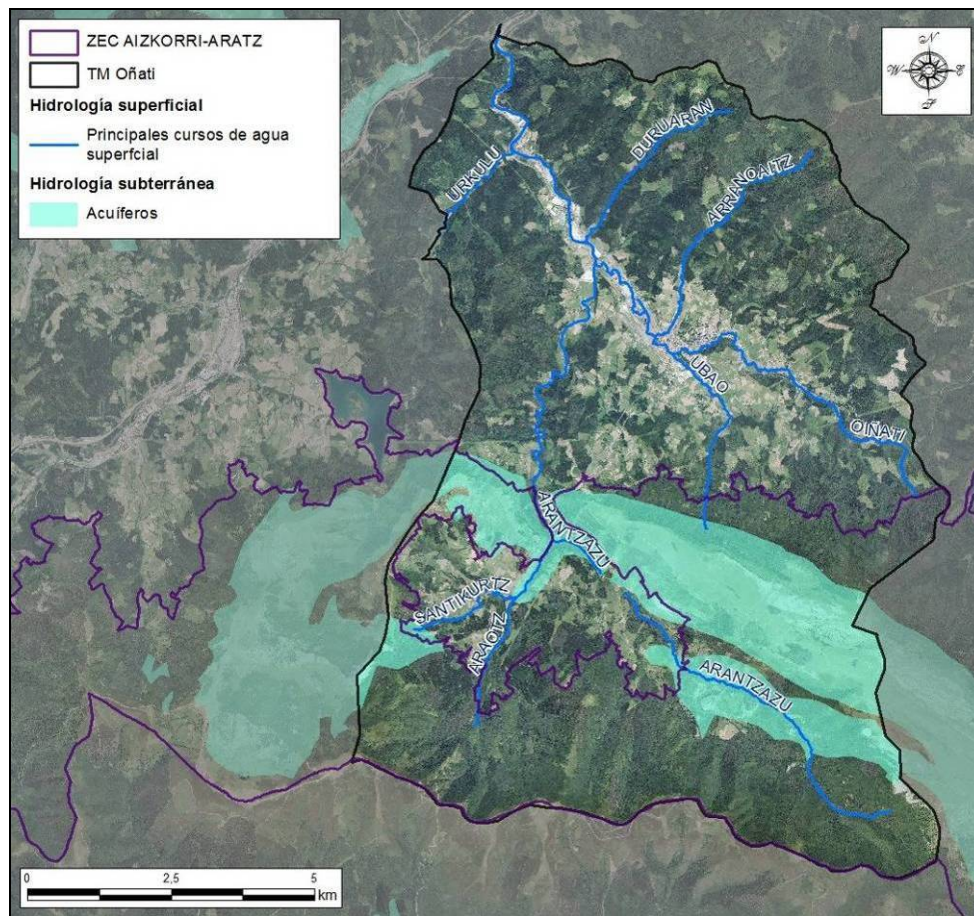 ZEC AIZKORRI-ARATZ
TM Oñati
Hidrología superficial
Principales cursos de agua
superfcial
Hidrología subterránea
Acuíferos
N
W
E
S
DURUARAN
URKULU
ARRANOAITZ
UBAO
OIÑATI
ARANTZAZU
SANTIKURTZ
ARAOTZ
ARANTZAZU
0
2,5
5
km